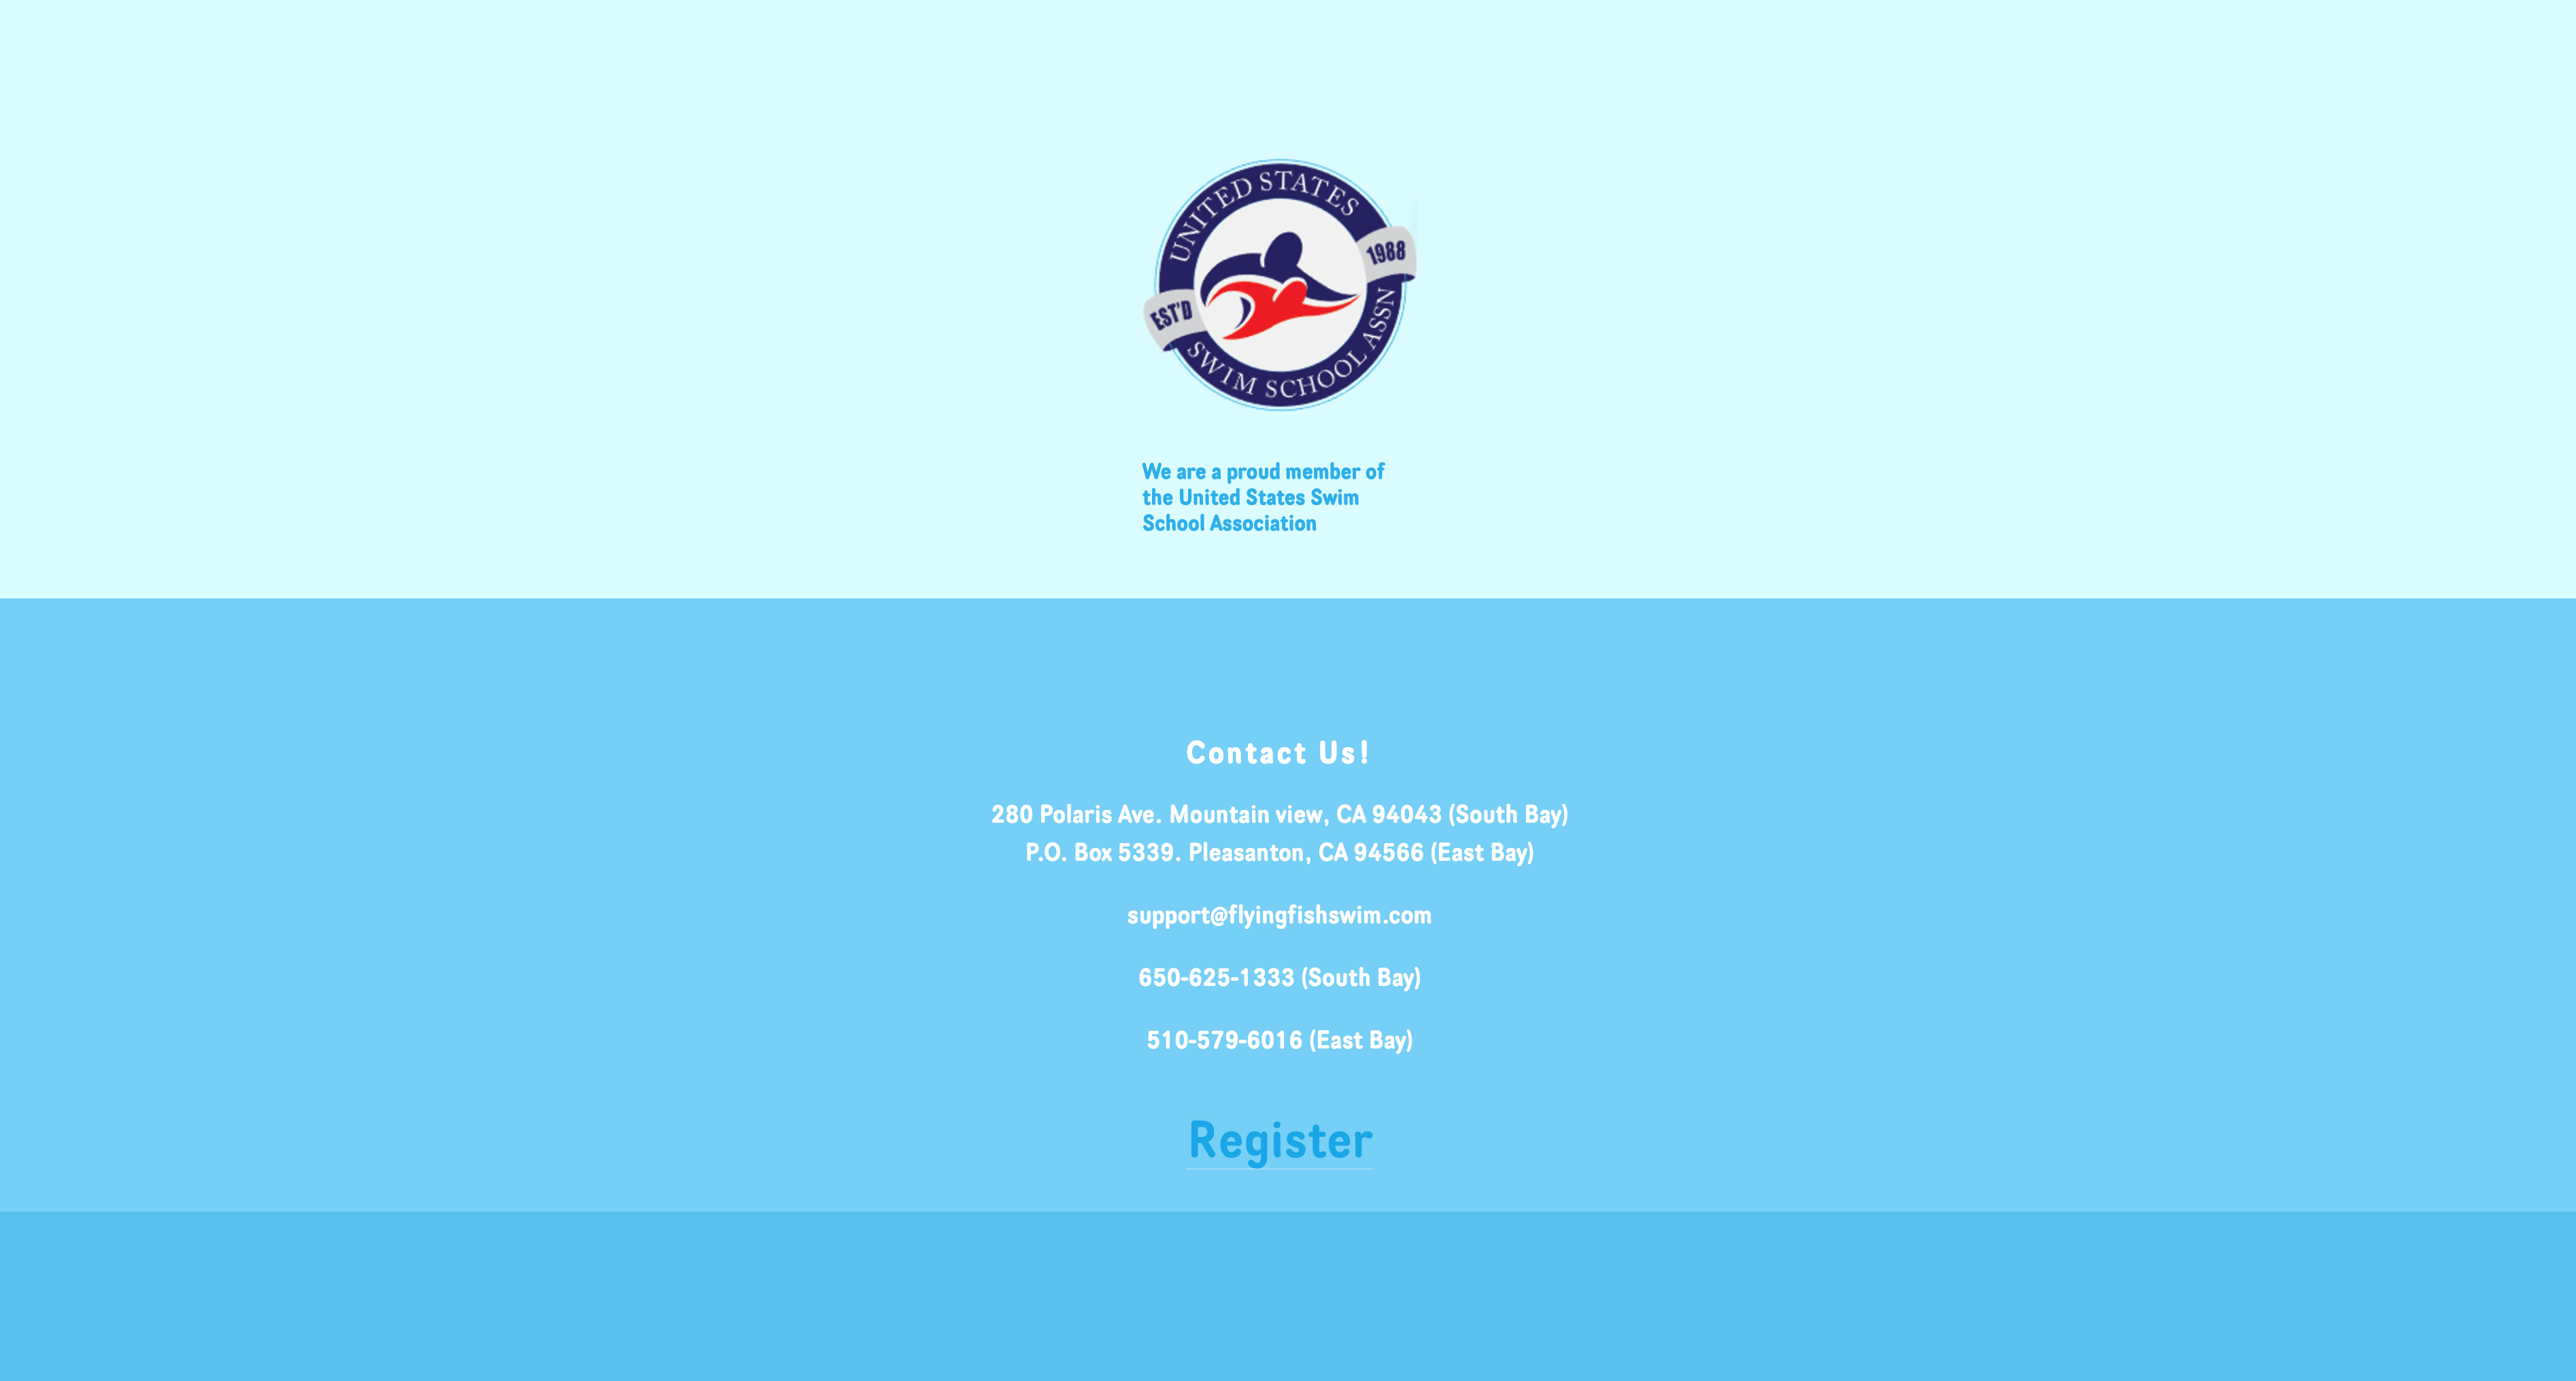 UNITED STATES
EST'D
1988
SWIM SCHOOL ASSN
We are a proud member of
the United States Swim
School Association
Contact Us!
280 Polaris Ave. Mountain view, CA 94043 (South Bay)
P.O. Box 5339. Pleasanton, CA 94566 (East Bay)
support@flyingfishswim.com
650-625-1333 (South Bay)
510-579-6016 (East Bay)
Register